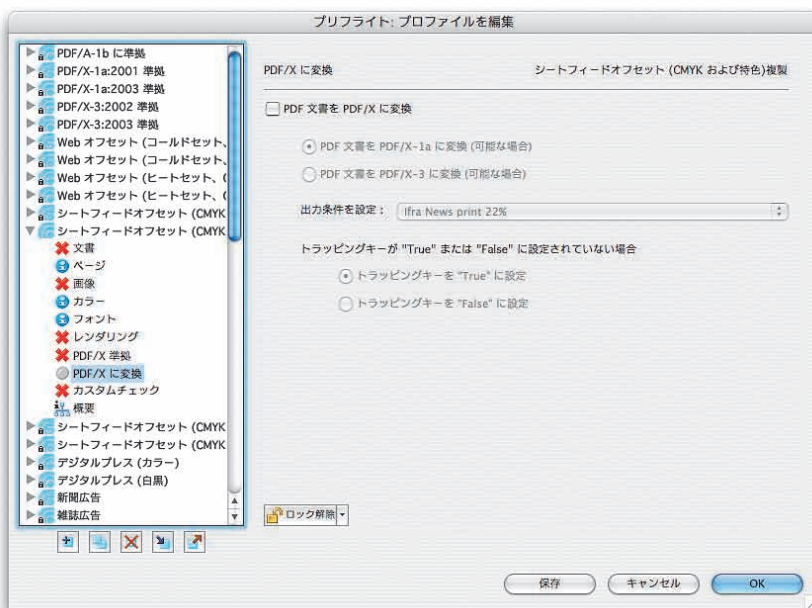 プリフライト: プロファイルを編集
PDF/A-1b に準拠
PDF/X-1a:2001 準拠
PDF/X-1a:2003 準拠
PDF/X-3:2002 準拠
PDF/X-3:2003 準拠
Web オフセット (コールドセット、
Web オフセット (コールドセット、
Web オフセット (ヒートセット、(
Web オフセット (ヒートセット、(
シートフィードオフセット (CMYK
シートフィードオフセット (CMYK
文書
ページ
画像
カラー
フォント
レンダリング
PDF/X 準拠
PDF/X に変換
カスタムチェック
概要
シートフィードオフセット (CMYK
シートフィードオフセット (CMYK
デジタルプレス (カラー)
デジタルプレス (白黒)
新聞広告
雑誌広告
PDF/X に変換
シートフィードオフセット (CMYK および特色)複製
PDF 文書を PDF/X に変換
PDF 文書を PDF/X-1a に変換 (可能な場合)
PDF 文書を PDF/X-3 に変換 (可能な場合)
出力条件を設定: Ifra News print 22%
トラッピングキーが "True" または "False" に設定されていない場合
トラッピングキーを "True" に設定
トラッピングキーを "False" に設定
ロック解除
保存 キャンセル OK